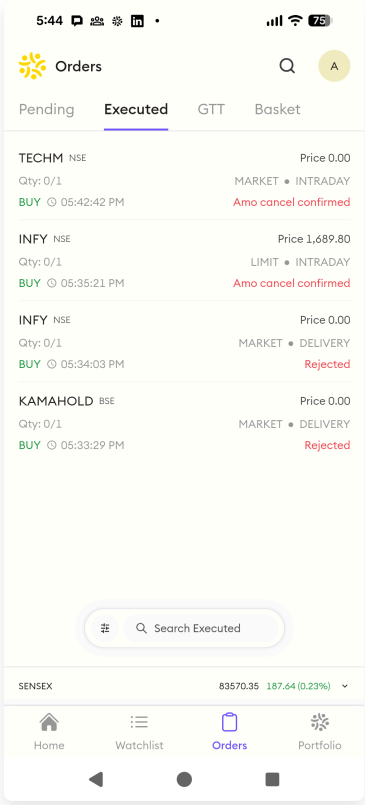 5:44 75
Orders A
Pending Executed GTT Basket
TECHM NSE Price 0.00
Qty: 0/1 MARKET ● INTRADAY
BUY 05:42:42 PM Amo cancel confirmed
INFY NSE Price 1,689.80
Qty: 0/1 LIMIT ● INTRADAY
BUY 05:35:21 PM Amo cancel confirmed
INFY NSE Price 0.00
Qty: 0/1 MARKET ● DELIVERY
BUY 05:34:03 PM Rejected
KAMAHOLD BSE Price 0.00
Qty: 0/1 MARKET ● DELIVERY
BUY 05:33:29 PM Rejected
Search Executed
SENSEX 83570.35 187.64 (0.23%)
Home Watchlist Orders Portfolio